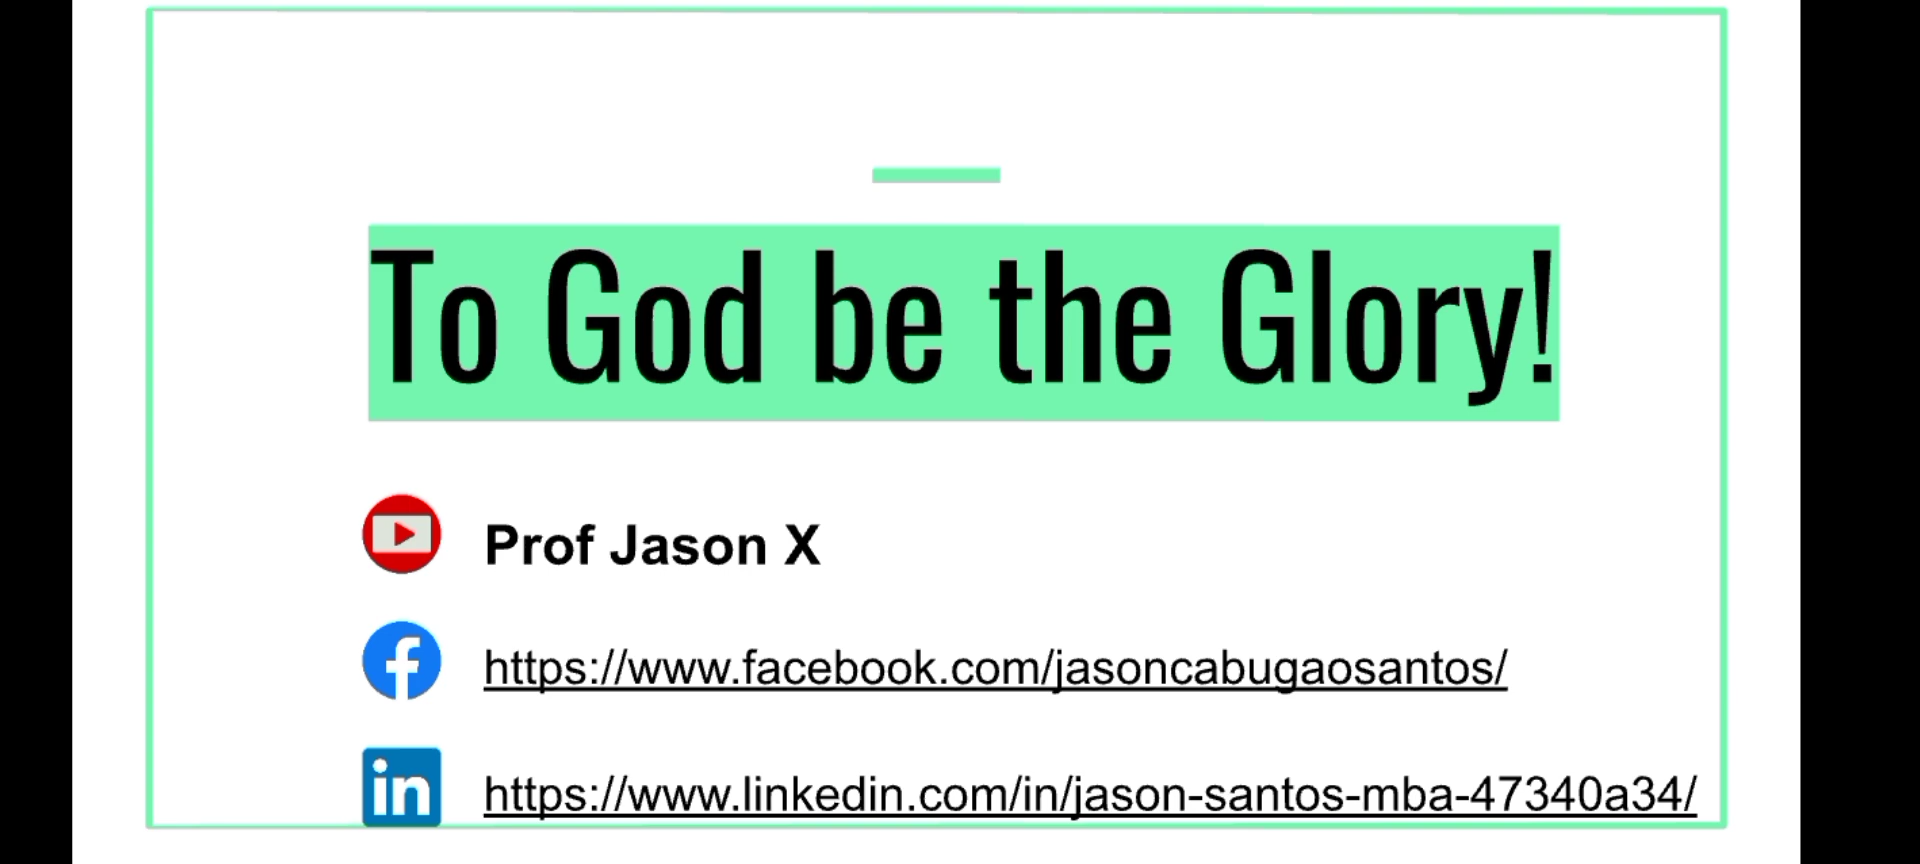 To God be the Glory!
Prof Jason X
https://www.facebook.com/jasoncabugaosantos/
https://www.linkedin.com/in/jason-santos-mba-47340a34/